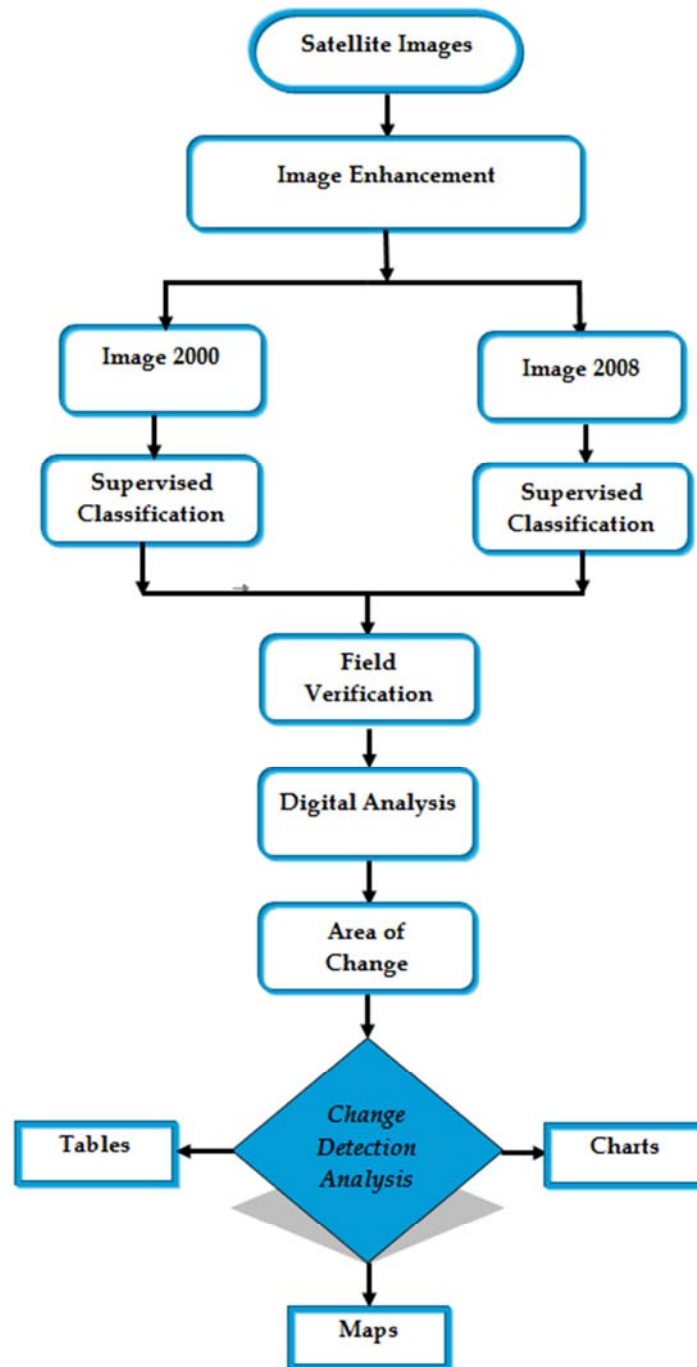 Satellite Images
Image Enhancement
Image 2000
Image 2008
Supervised
Classification
Supervised
Classification
Field
Verification
Digital Analysis
Area of
Change
Change
Detection
Analysis
Tables
Charts
Maps